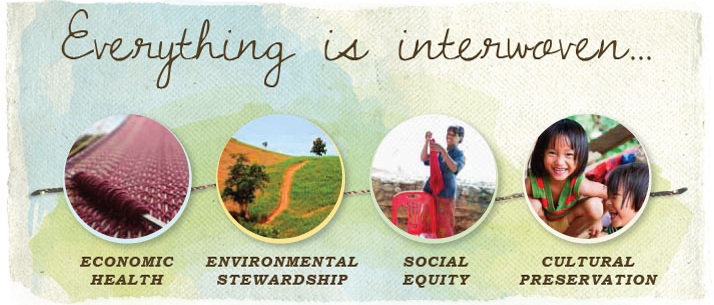 Everything is interwoven...
ECONOMIC
HEALTH
ENVIRONMENTAL
STEWARDSHIP
SOCIAL
EQUITY
CULTURAL
PRESERVATION